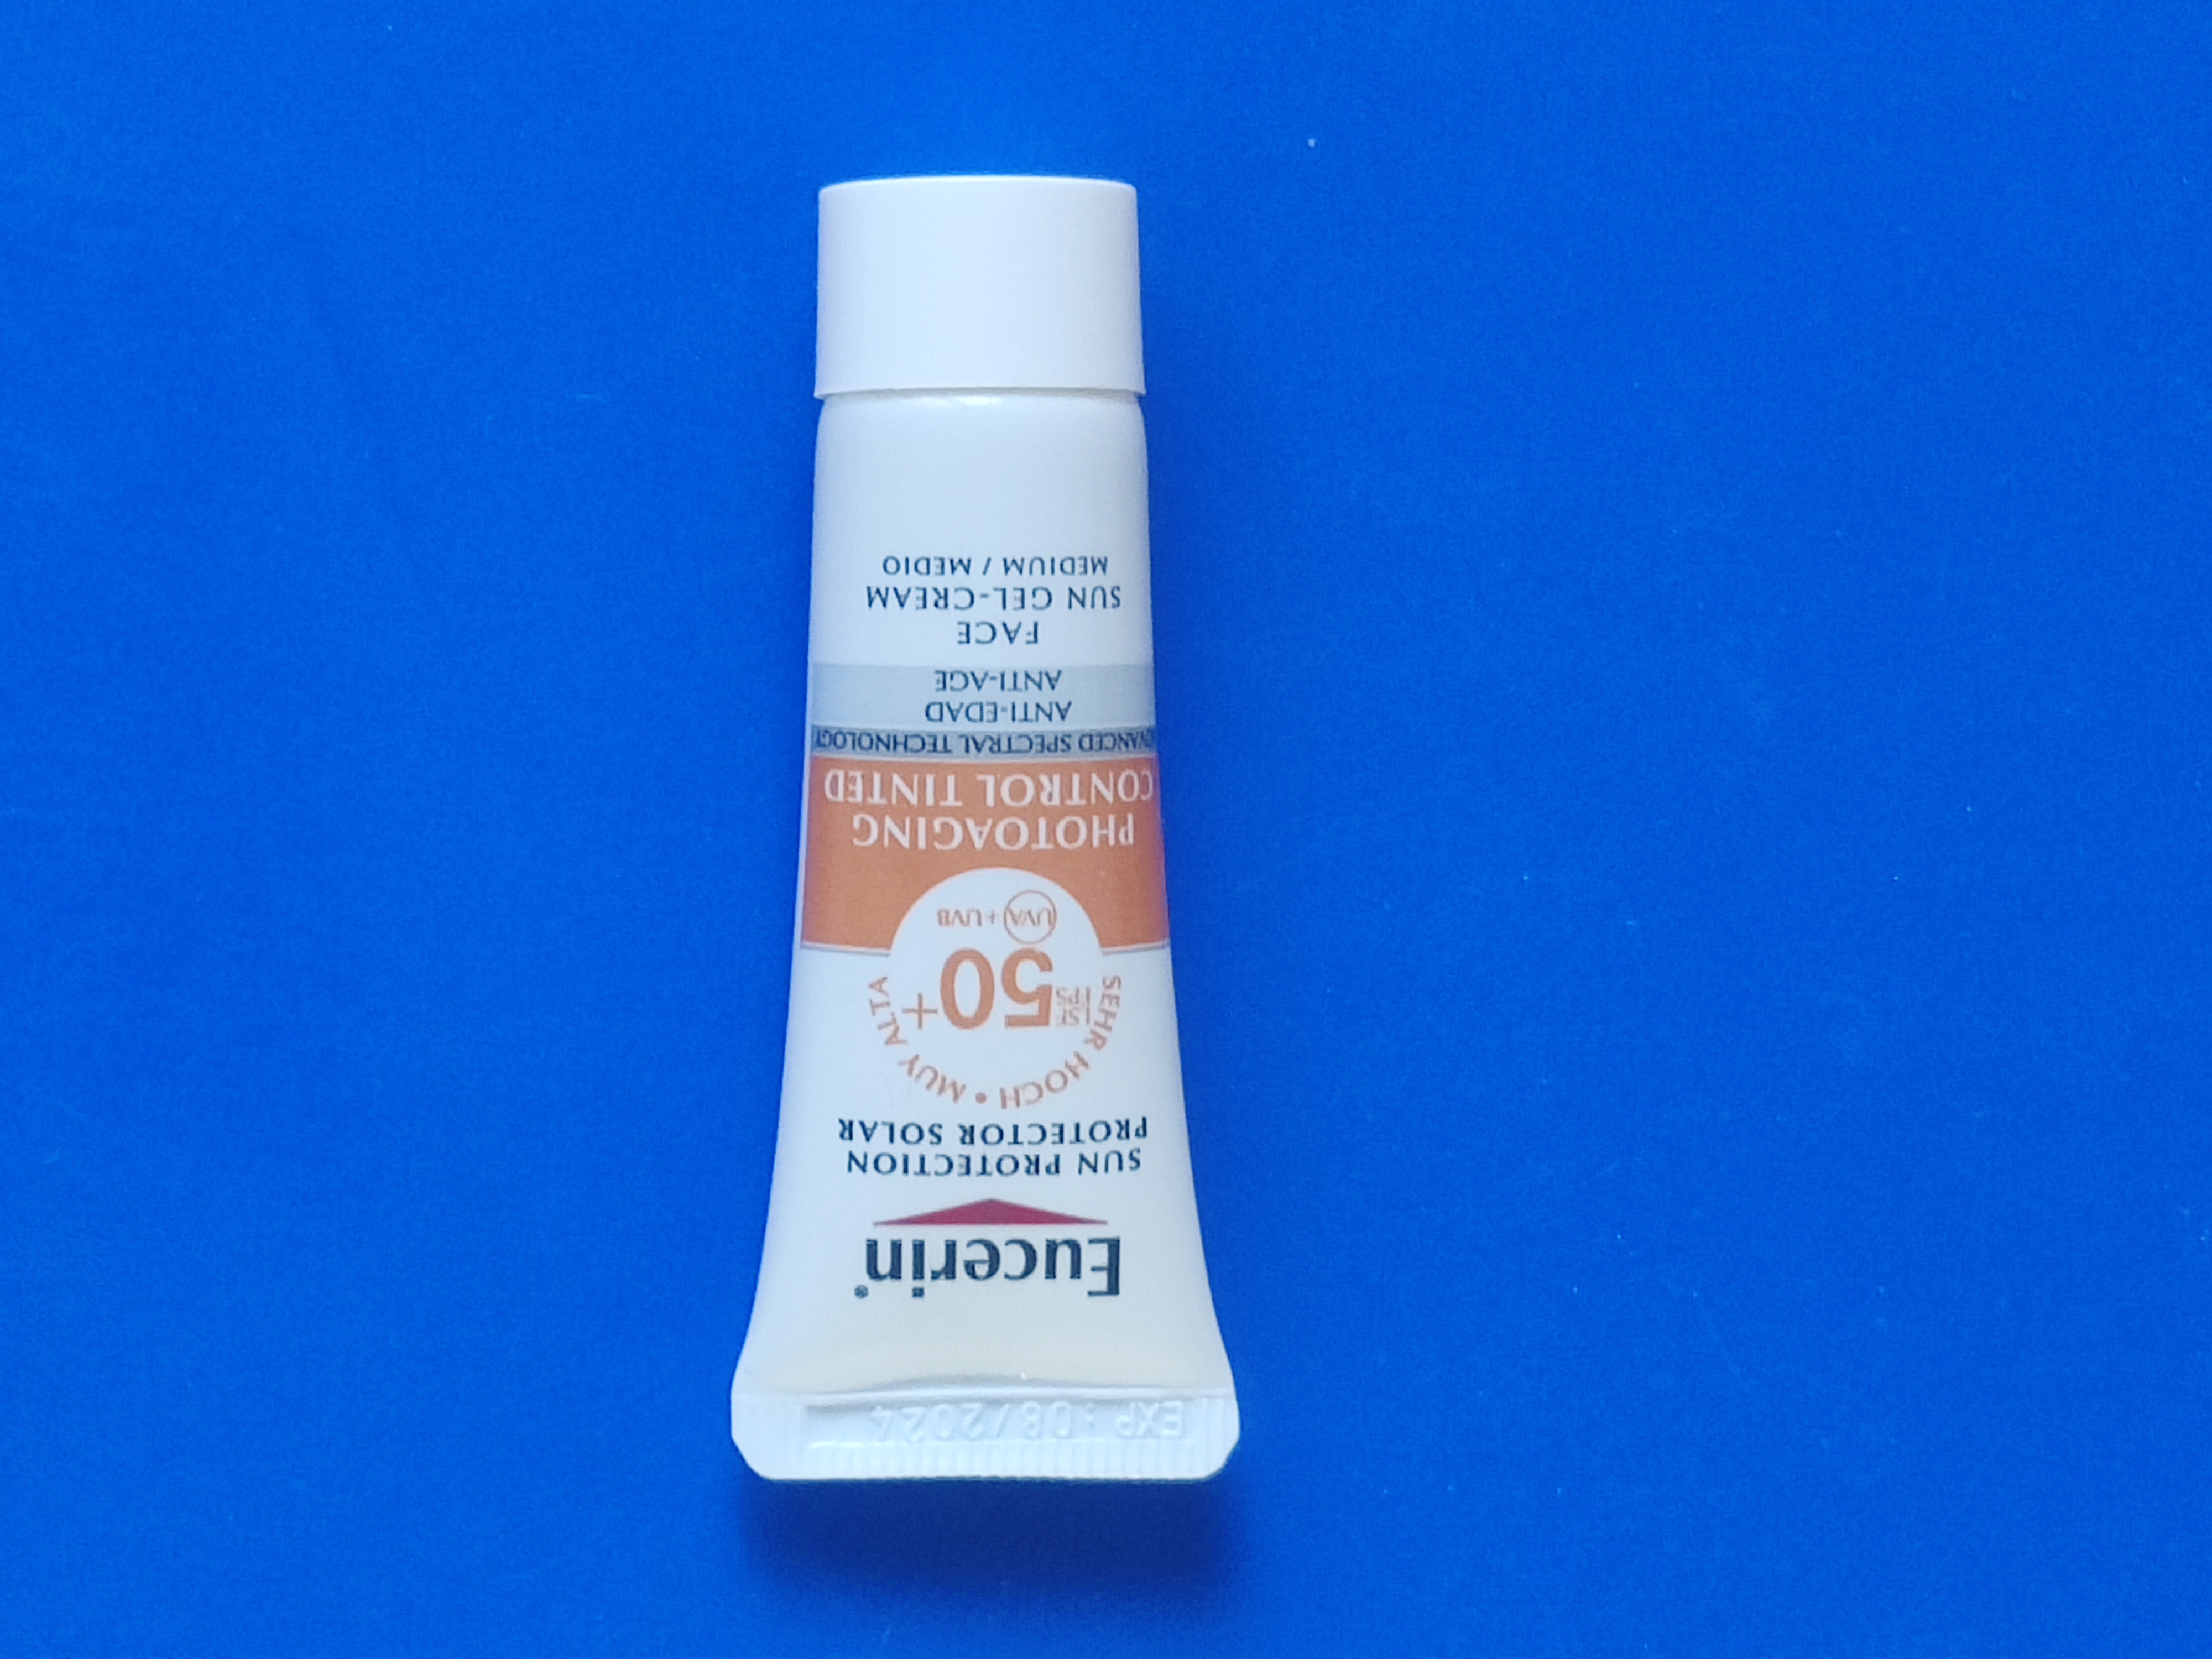 Eucerin®
SUN PROTECTION
PROTECTOR SOLAR
SEHR HOCH • MUY ALTA
LSF
FPS
50+
UVA + UVB
PHOTOAGING
CONTROL TINTED
ADVANCED SPECTRAL TECHNOLOGY
ANTI-EDAD
ANTI-AGE
FACE
SUN GEL-CREAM
MEDIUM / MEDIO
EXP: 08/2024